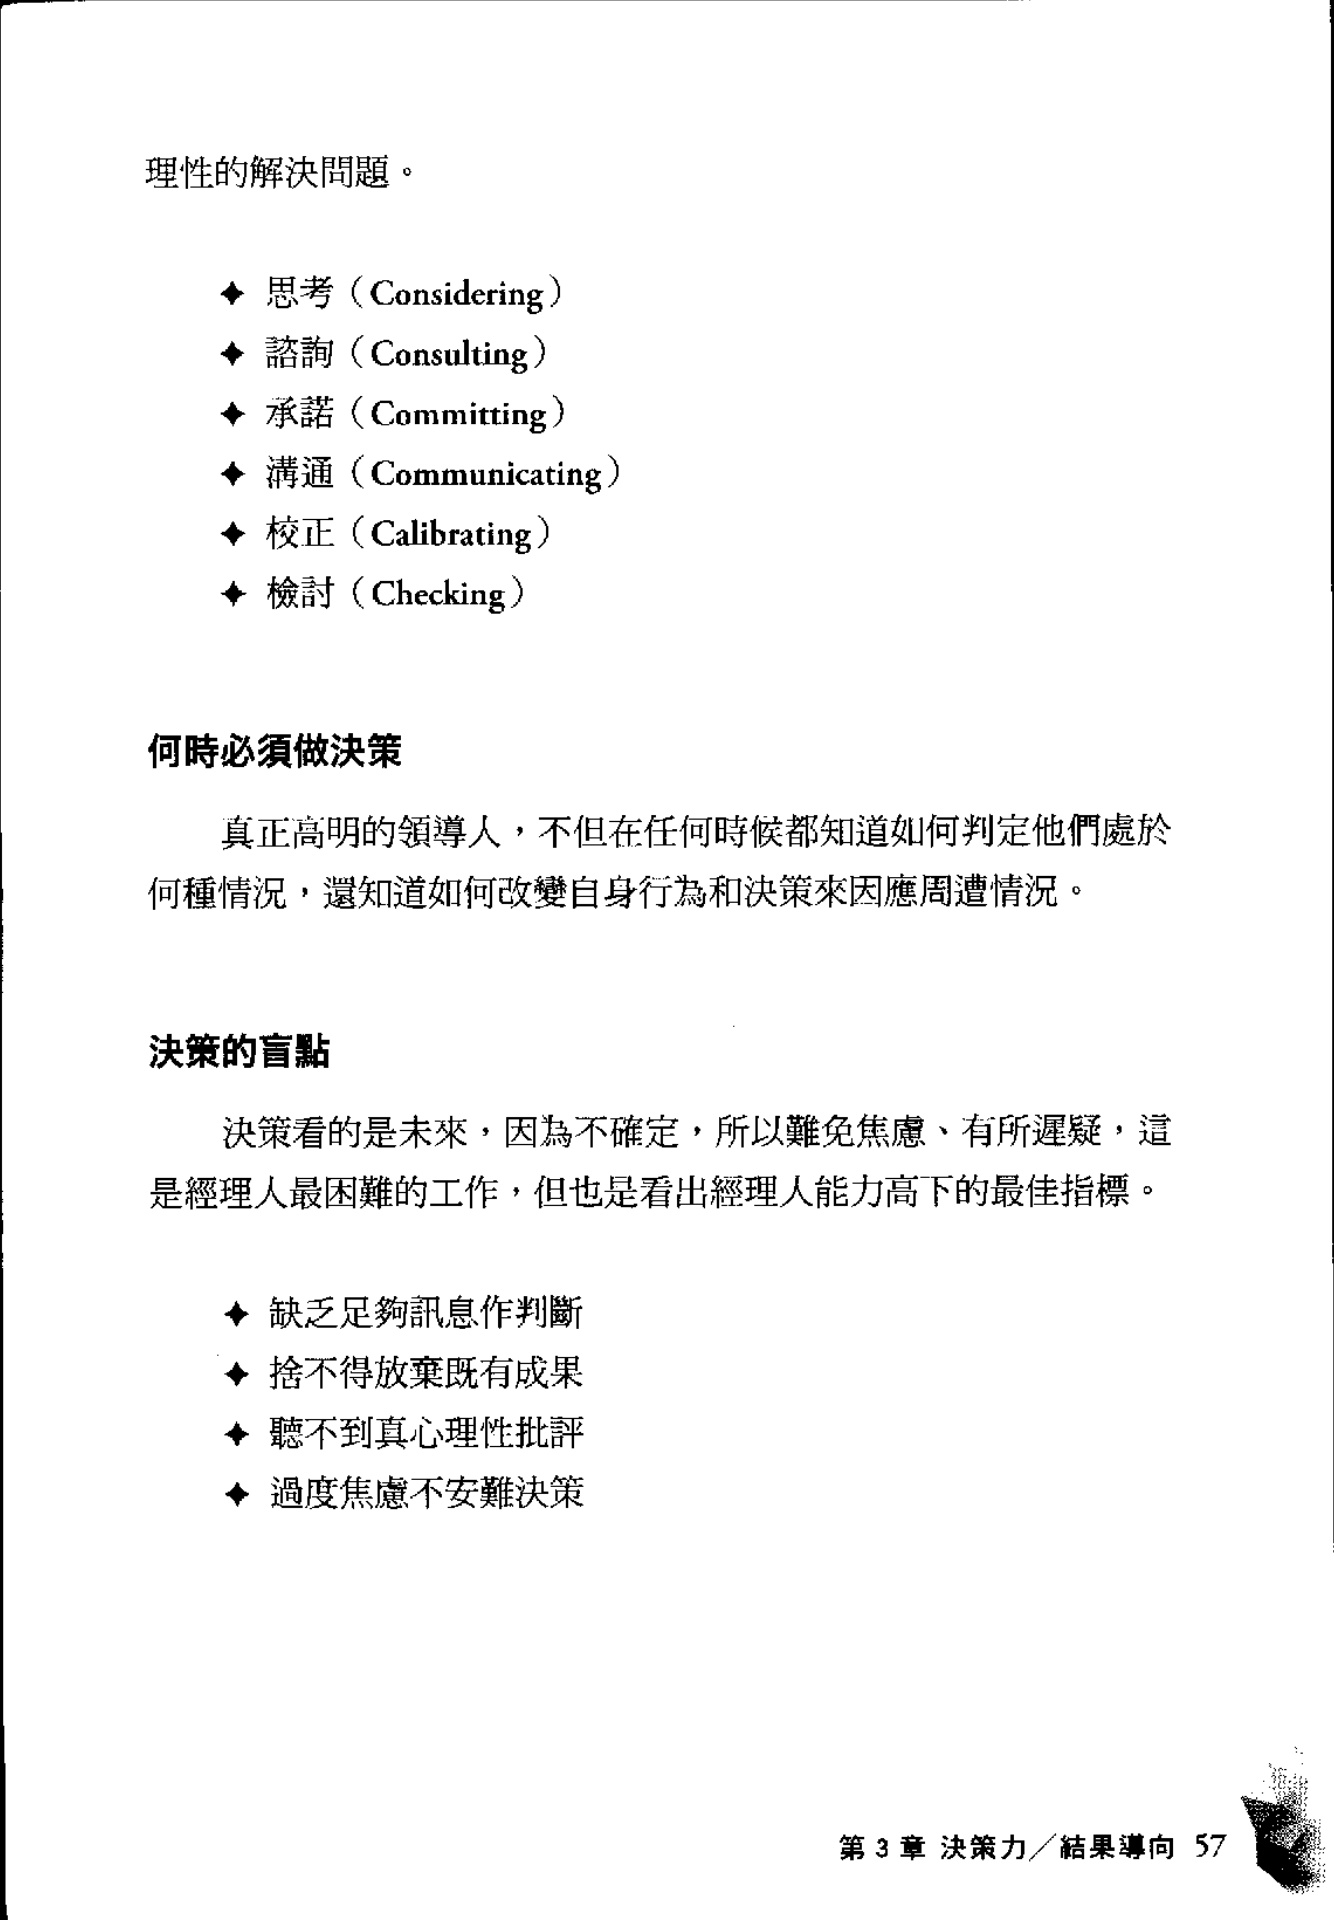 理性的解決問題。
✦ 思考（Considering）
✦ 諮詢（Consulting）
✦ 承諾（Committing）
✦ 溝通（Communicating）
✦ 校正（Calibrating）
✦ 檢討（Checking）
何時必須做決策
真正高明的領導人，不但在任何時候都知道如何判定他們處於
何種情況，還知道如何改變自身行為和決策來因應周遭情況。
決策的盲點
決策看的是未來，因為不確定，所以難免焦慮、有所遲疑，這
是經理人最困難的工作，但也是看出經理人能力高下的最佳指標。
✦ 缺乏足夠訊息作判斷
✦ 捨不得放棄既有成果
✦ 聽不到真心理性批評
✦ 過度焦慮不安難決策
第 3 章 決策力／結果導向 57